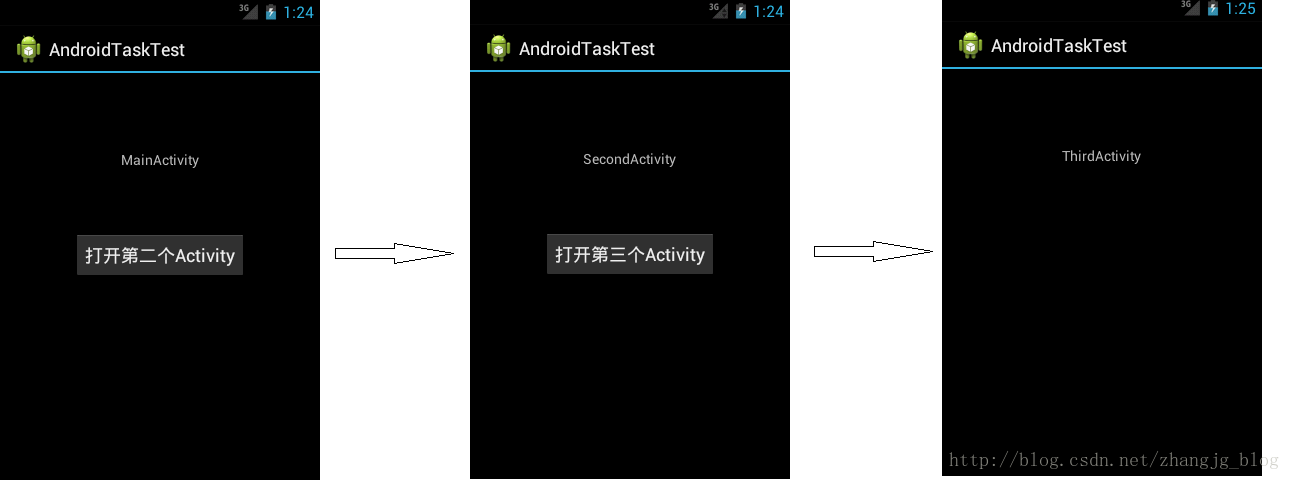 3G 1:24
AndroidTaskTest
MainActivity
打开第二个Activity
3G 1:24
AndroidTaskTest
SecondActivity
打开第三个Activity
3G 1:25
AndroidTaskTest
ThirdActivity
http://blog.csdn.net/zhangjg_blog